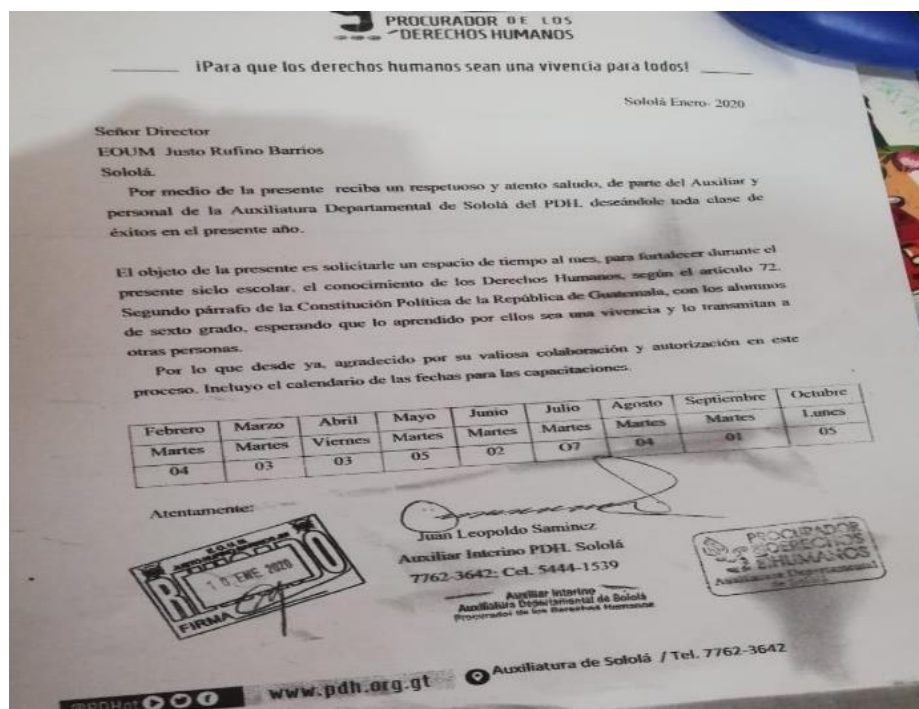 PROCURADOR DE LOS
DERECHOS HUMANOS
¡Para que los derechos humanos sean una vivencia para todos!
Sololá Enero- 2020
Señor Director
EOUM Justo Rufino Barrios
Sololá.
Por medio de la presente reciba un respetuoso y atento saludo, de parte del Auxiliar y
personal de la Auxiliatura Departamental de Sololá del PDH, deseándole toda clase de
éxitos en el presente año.
El objeto de la presente es solicitarle un espacio de tiempo al mes, para fortalecer durante el
presente siclo escolar, el conocimiento de los Derechos Humanos, según el artículo 72,
Segundo párrafo de la Constitución Política de la República de Guatemala, con los alumnos
de sexto grado, esperando que lo aprendido por ellos sea una vivencia y lo transmitan a
otras personas.
Por lo que desde ya, agradecido por su valiosa colaboración y autorización en este
proceso. Incluyo el calendario de las fechas para las capacitaciones.
Febrero Marzo Abril Mayo Junio Julio Agosto Septiembre Octubre
Martes Martes Viernes Martes Martes Martes Martes Martes Lunes
04 03 03 05 02 O7 04 01 05
Atentamente:
Juan Leopoldo Saminez
Auxiliar Interino PDH. Sololá
7762-3642; Cel. 5444-1539
Auxiliar Interino
Auxiliatura Departamental de Sololá
Procurador de los Derechos Humanos
E.O.U.M.
10 ENE 2020
FIRMA
PROCURADOR
DERECHOS
HUMANOS
Auxiliatura Departamental
www.pdh.org.gt
Auxiliatura de Sololá / Tel. 7762-3642